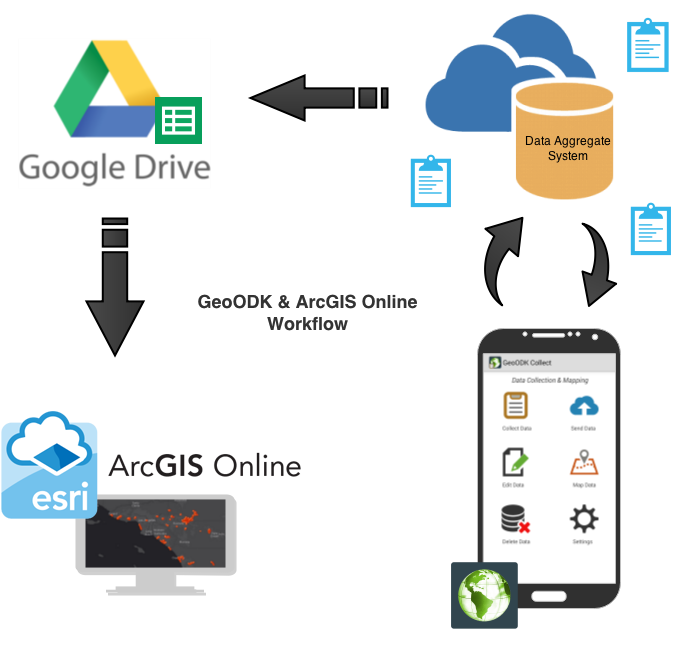 Google Drive
Data Aggregate
System
GeoODK & ArcGIS Online
Workflow
GeoODK Collect
Data Collection & Mapping
Collect Data
Send Data
Edit Data
Map Data
Delete Data
Settings
ArcGIS Online
esri